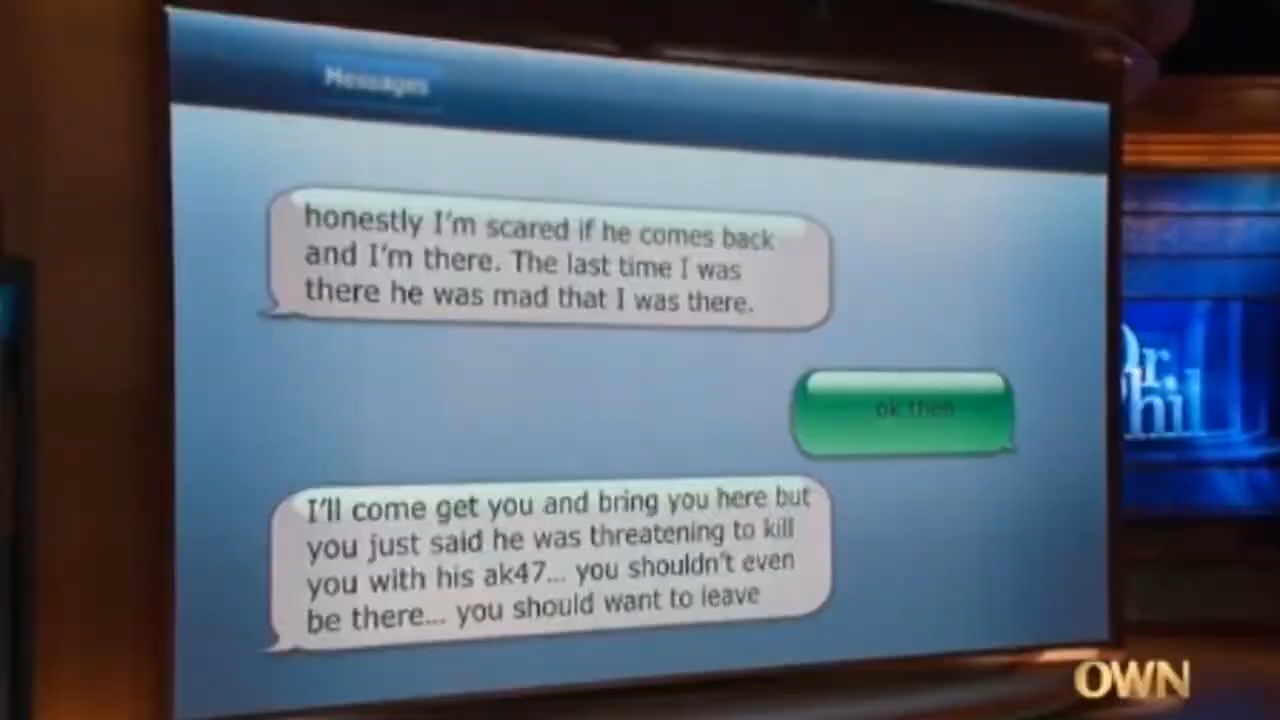 Messages
honestly I'm scared if he comes back
and I'm there. The last time I was
there he was mad that I was there.
ok then
I'll come get you and bring you here but
you just said he was threatening to kill
you with his ak47... you shouldn't even
be there... you should want to leave
Dr.
Phil
OWN